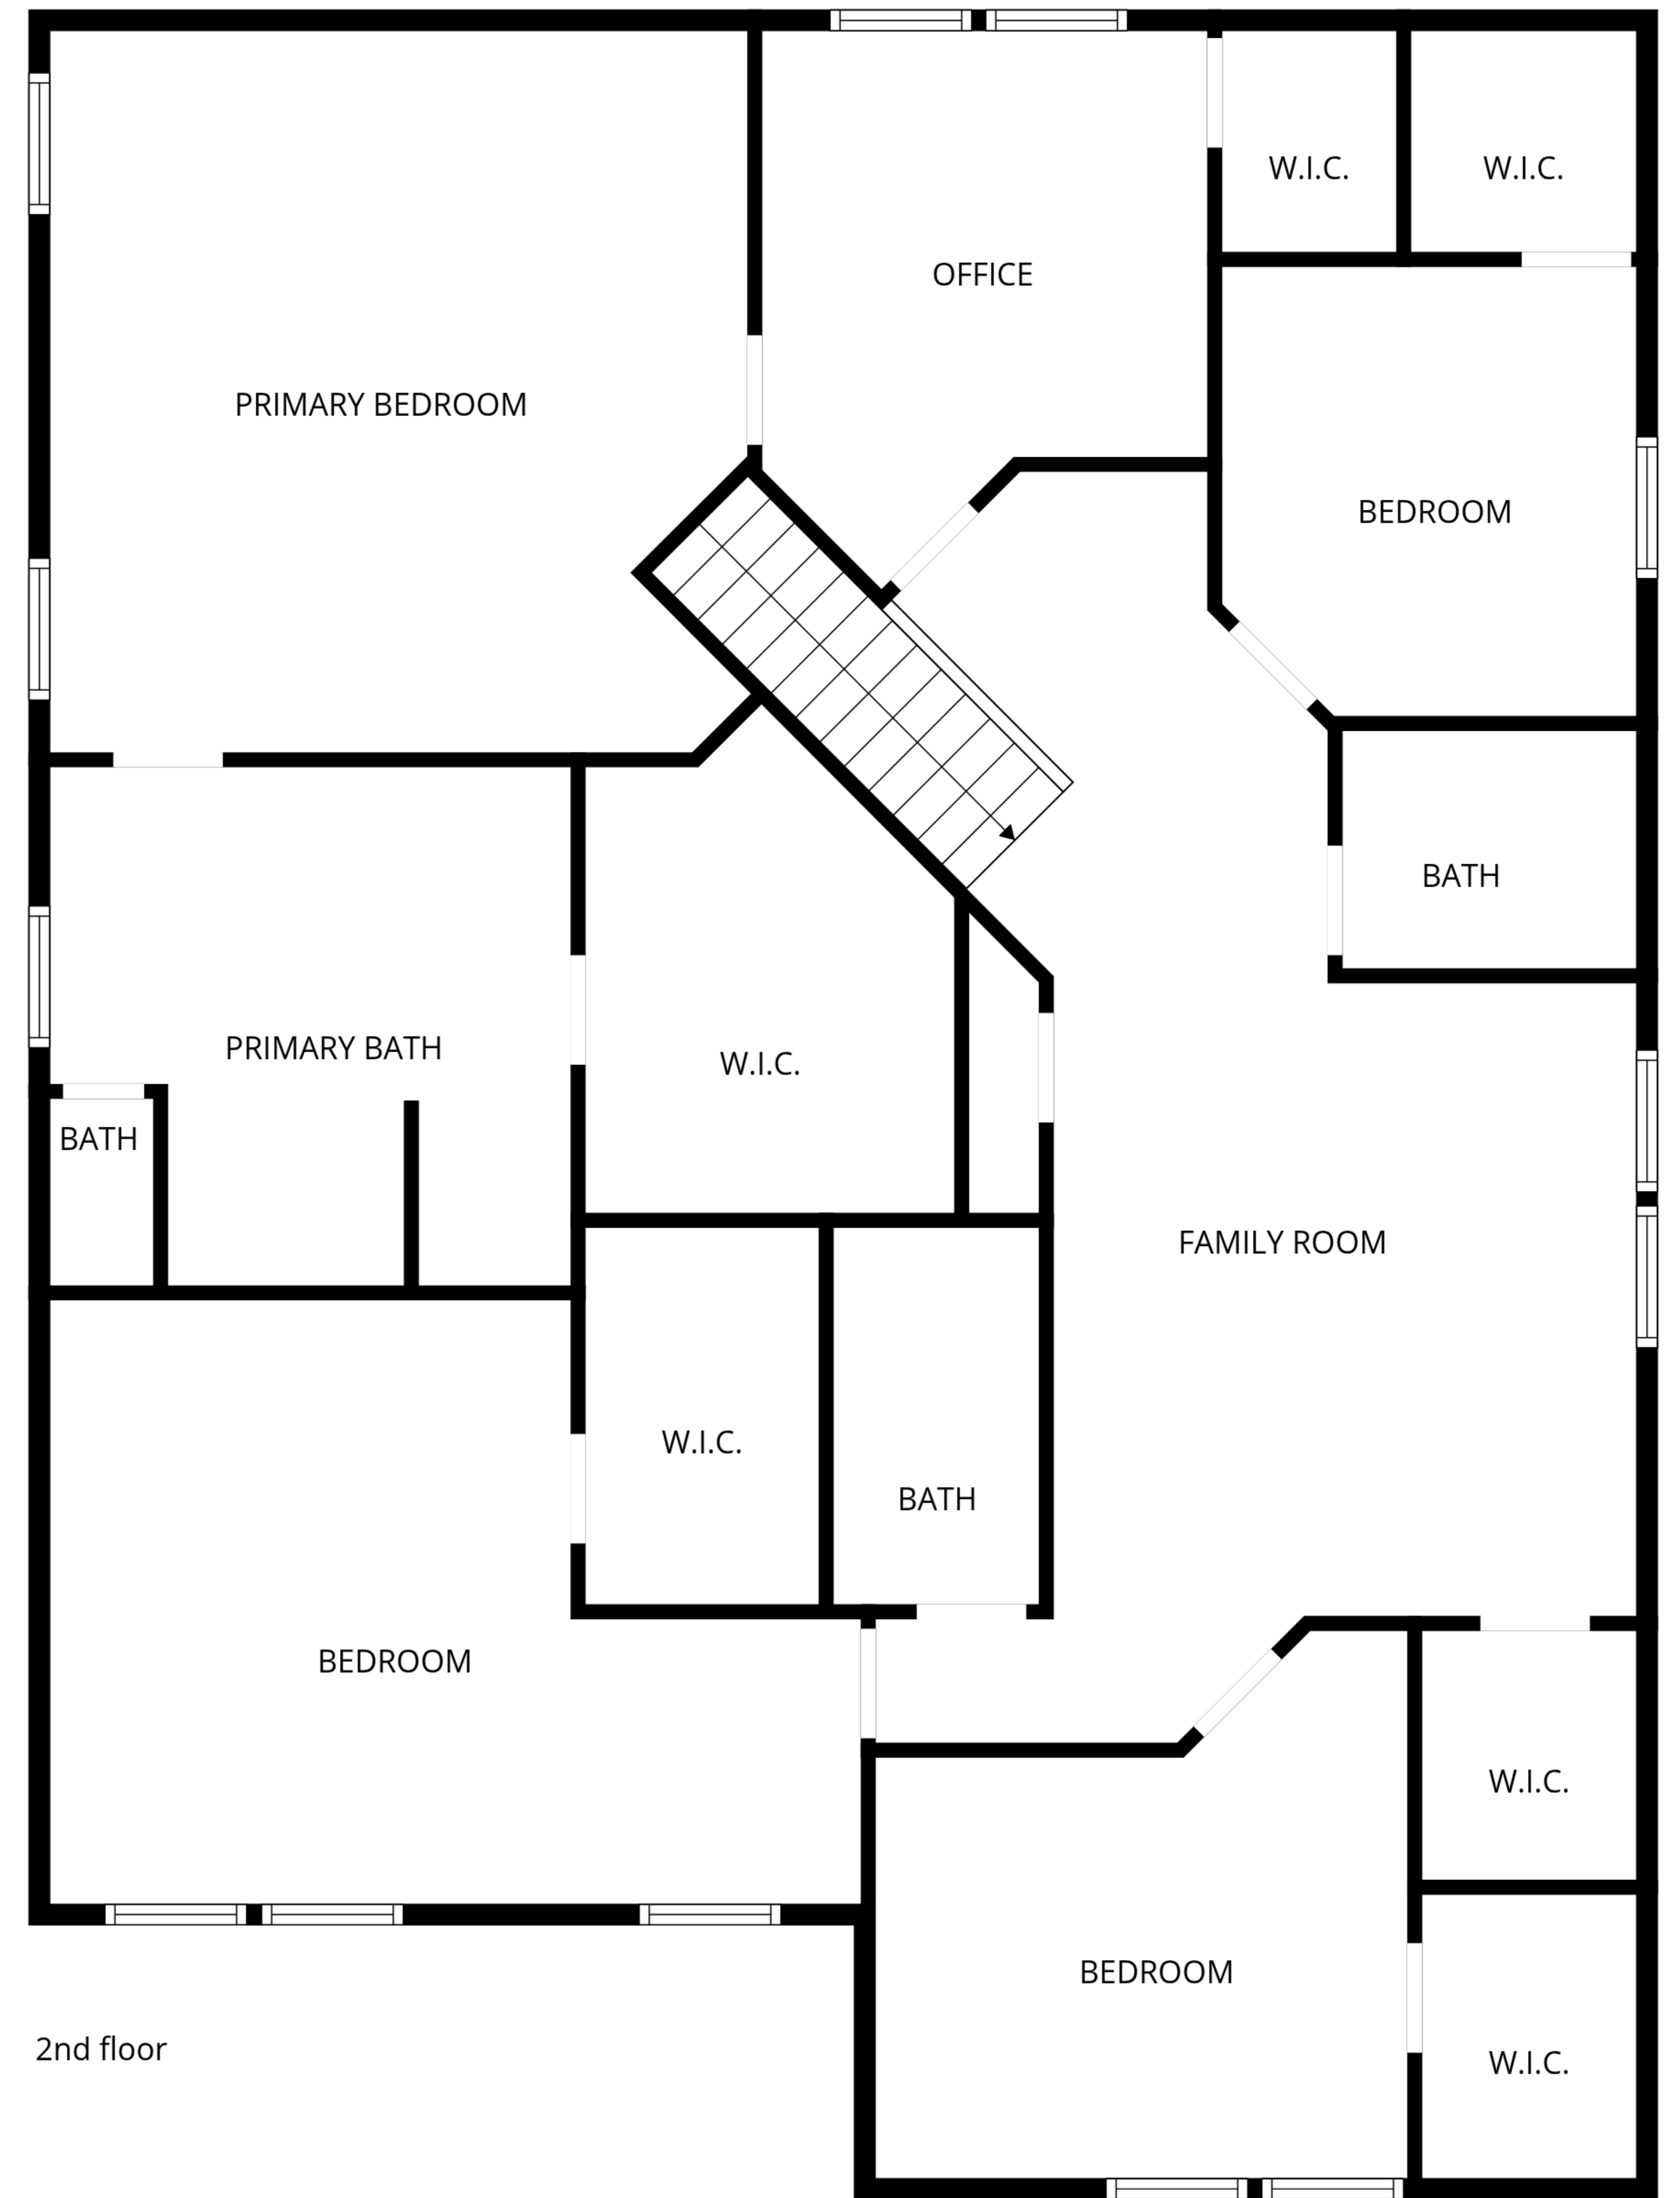 W.I.C.
W.I.C.
OFFICE
PRIMARY BEDROOM
BEDROOM
BATH
PRIMARY BATH
W.I.C.
BATH
FAMILY ROOM
W.I.C.
BATH
BEDROOM
W.I.C.
BEDROOM
2nd floor
W.I.C.